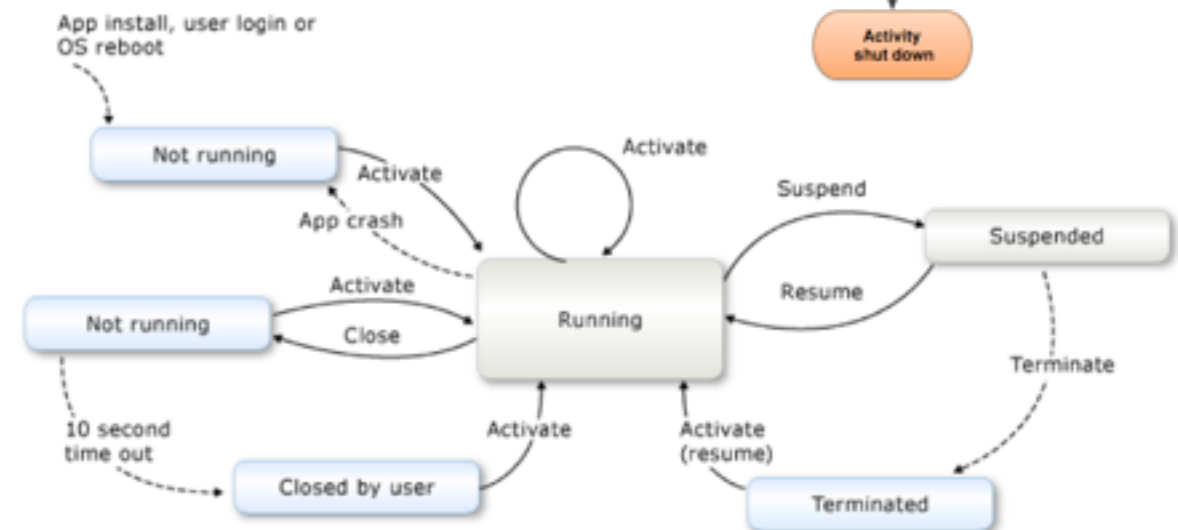 App install, user login or
OS reboot
Activity
shut down
Not running
Activate
Activate
Suspend
App crash
Suspended
Activate
Resume
Not running
Close
Running
Terminate
10 second
time out
Activate
Activate
(resume)
Closed by user
Terminated